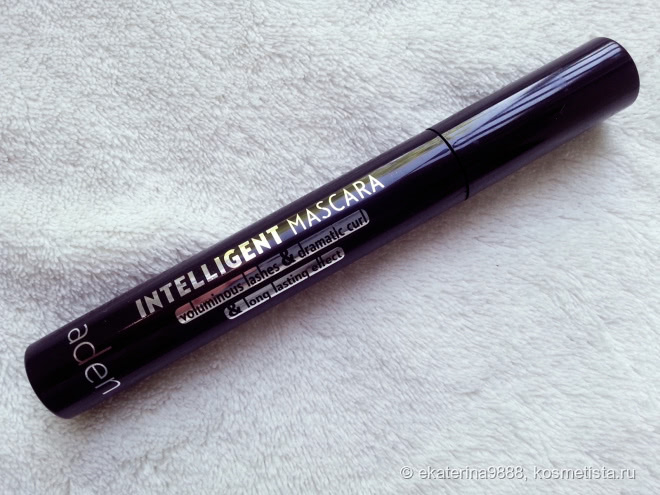 INTELLIGENT MASCARA
voluminous lashes & dramatic curl
& long lasting effect
aden
© ekaterina9888, kosmetista.ru